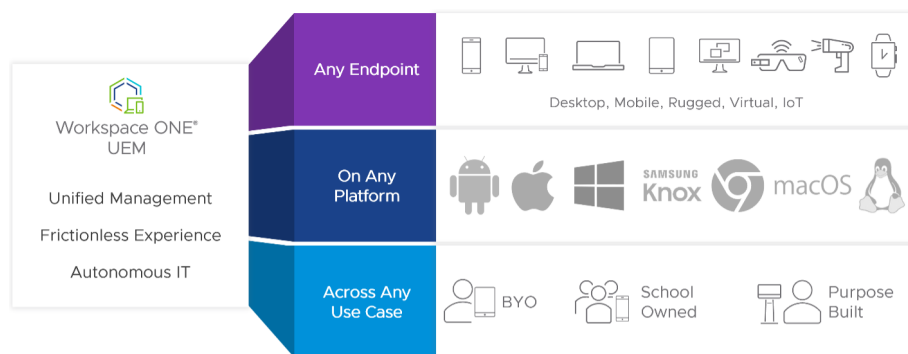 Workspace ONE®
UEM
Unified Management
Frictionless Experience
Autonomous IT
Any Endpoint
Desktop, Mobile, Rugged, Virtual, IoT
On Any
Platform
SAMSUNG
Knox
macOS
Across Any
Use Case
BYO
School
Owned
Purpose
Built